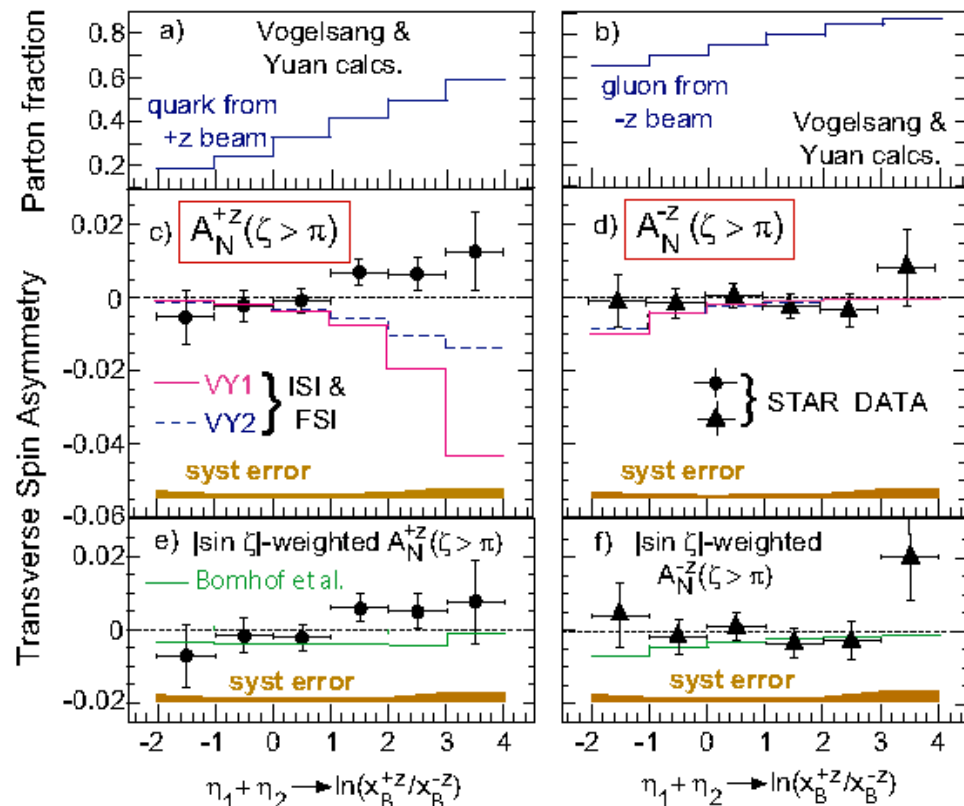 Parton fraction
Transverse Spin Asymmetry
a)
Vogelsang &
Yuan calcs.
quark from
+z beam
0.8
0.6
0.4
0.2
b)
gluon from
-z beam
Vogelsang &
Yuan calcs.
c) A_N^{+z}(ζ > π)
0.02
0
-0.02
-0.04
-0.06
VY1
VY2
} ISI &
FSI
syst error
d) A_N^{-z}(ζ > π)
} STAR DATA
syst error
e) |sin ζ|-weighted A_N^{+z}(ζ > π)
Bomhof et al.
0.02
0
-0.02
syst error
f) |sin ζ|-weighted
A_N^{-z}(ζ > π)
syst error
-2 -1 0 1 2 3 4
-2 -1 0 1 2 3 4
η₁ + η₂ → ln(x_B^{+z}/x_B^{-z})
η₁ + η₂ → ln(x_B^{+z}/x_B^{-z})